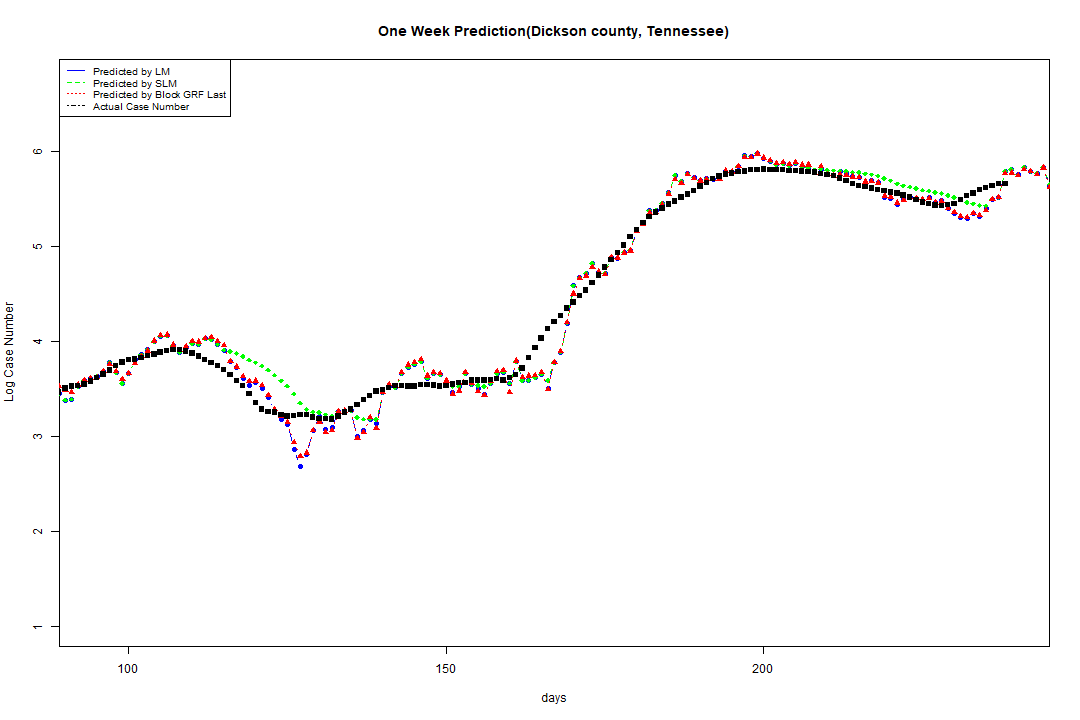 One Week Prediction(Dickson county, Tennessee)
Predicted by LM
Predicted by SLM
Predicted by Block GRF Last
Actual Case Number
6
5
4
3
2
1
Log Case Number
100 150 200
days